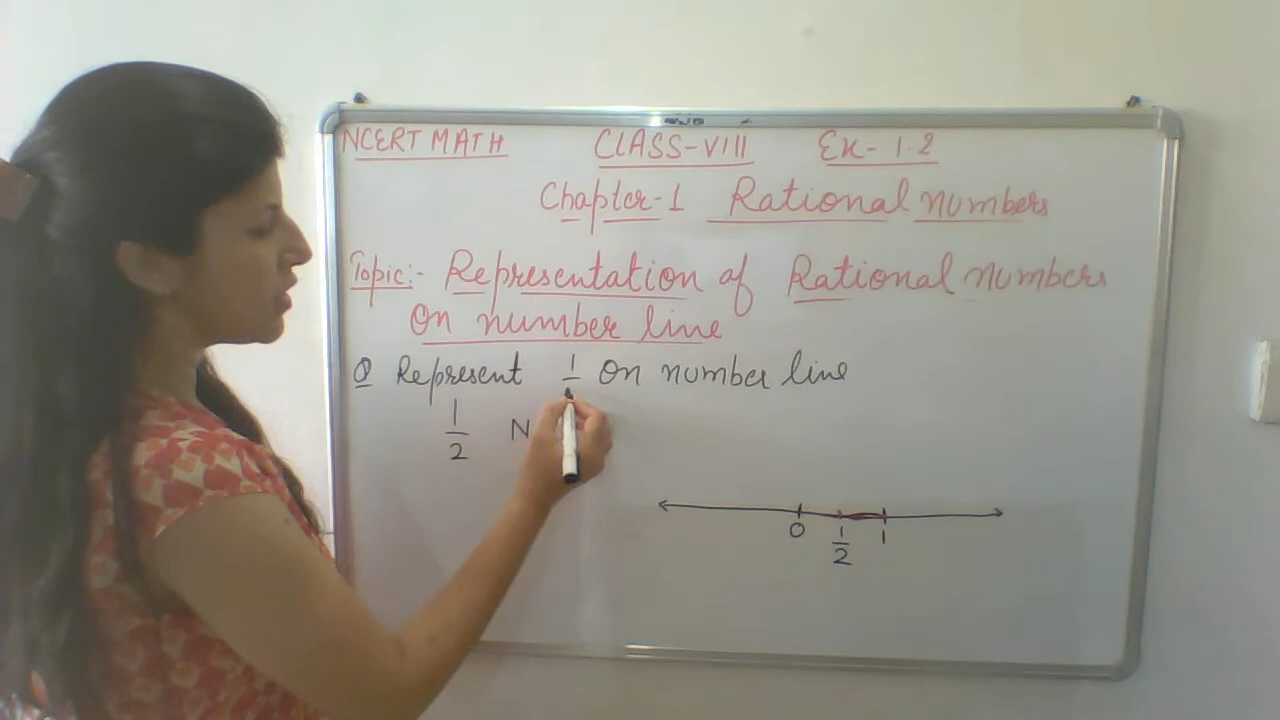 NCERT MATH CLASS-VIII Ex-1.2
Chapter-1 Rational numbers
Topic:- Representation of Rational numbers
On number line
Q Represent 1 On number line
1/2 N
0 1/2 1